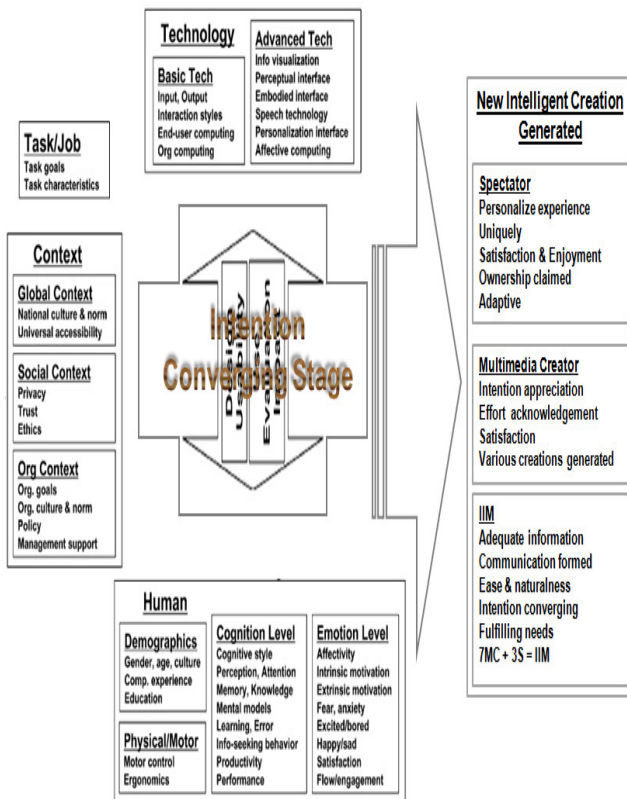 Technology
Basic Tech
Input, Output
Interaction styles
End-user computing
Org computing
Advanced Tech
Info visualization
Perceptual interface
Embodied interface
Speech technology
Personalization interface
Affective computing
Task/Job
Task goals
Task characteristics
Context
Global Context
National culture & norm
Universal accessibility
Social Context
Privacy
Trust
Ethics
Org Context
Org. goals
Org. culture & norm
Policy
Management support
Intention
Converging Stage
Design
Usability
Use
Evaluation
Impact
Human
Demographics
Gender, age, culture
Comp. experience
Education
Physical/Motor
Motor control
Ergonomics
Cognition Level
Cognitive style
Perception, Attention
Memory, Knowledge
Mental models
Learning, Error
Info-seeking behavior
Productivity
Performance
Emotion Level
Affectivity
Intrinsic motivation
Extrinsic motivation
Fear, anxiety
Excited/bored
Happy/sad
Satisfaction
Flow/engagement
New Intelligent Creation
Generated
Spectator
Personalize experience
Uniquely
Satisfaction & Enjoyment
Ownership claimed
Adaptive
Multimedia Creator
Intention appreciation
Effort acknowledgement
Satisfaction
Various creations generated
IIM
Adequate information
Communication formed
Ease & naturalness
Intention converging
Fulfilling needs
7MC + 3S = IIM